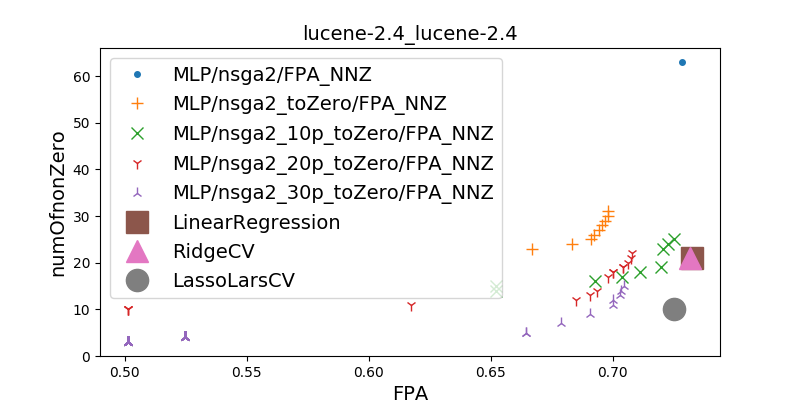 lucene-2.4_lucene-2.4
MLP/nsga2/FPA_NNZ
MLP/nsga2_toZero/FPA_NNZ
MLP/nsga2_10p_toZero/FPA_NNZ
MLP/nsga2_20p_toZero/FPA_NNZ
MLP/nsga2_30p_toZero/FPA_NNZ
LinearRegression
RidgeCV
LassoLarsCV
numOfnonZero
60
50
40
30
20
10
0
0.50 0.55 0.60 0.65 0.70
FPA